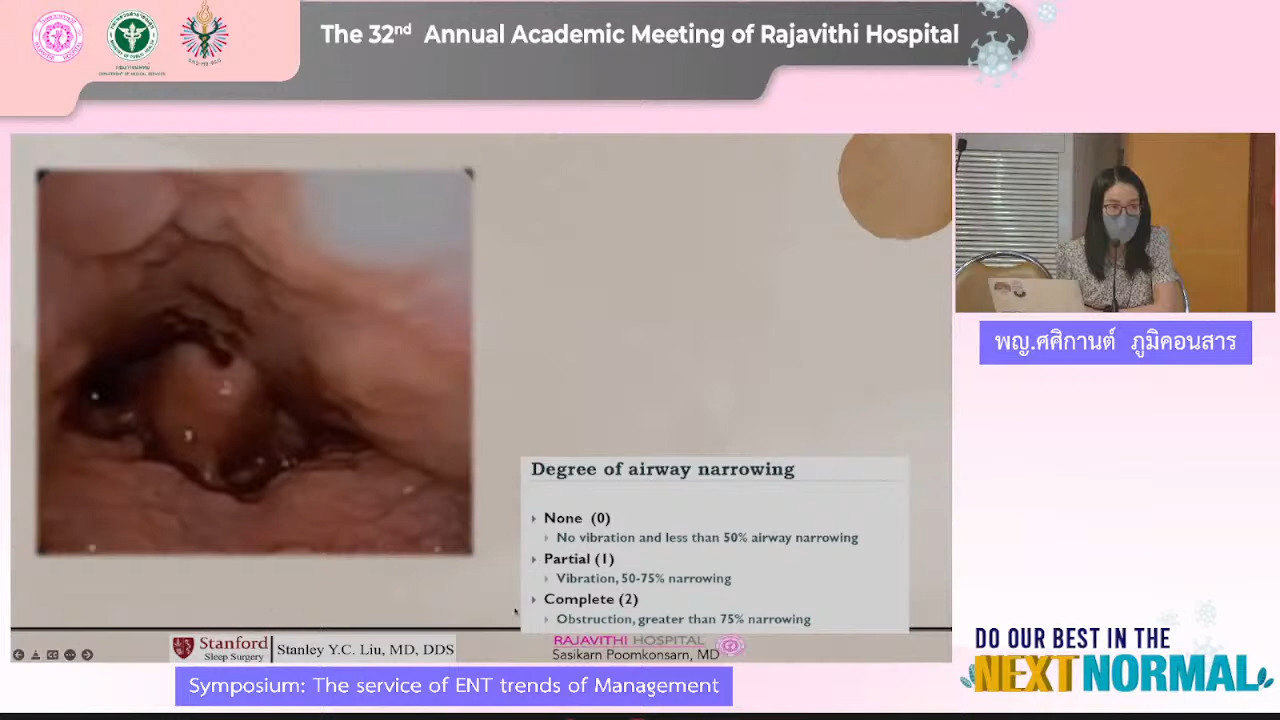 The 32nd Annual Academic Meeting of Rajavithi Hospital
พญ.ศศิกานต์ ภูมิคอนสาร
Degree of airway narrowing
None (0)
No vibration and less than 50% airway narrowing
Partial (1)
Vibration, 50-75% narrowing
Complete (2)
Obstruction, greater than 75% narrowing
Stanford
Sleep Surgery
Stanley Y.C. Liu, MD, DDS
RAJAVITHI HOSPITAL
Sasikarn Poomkonsarn, MD
Symposium: The service of ENT trends of Management
DO OUR BEST IN THE
NEXT NORMAL